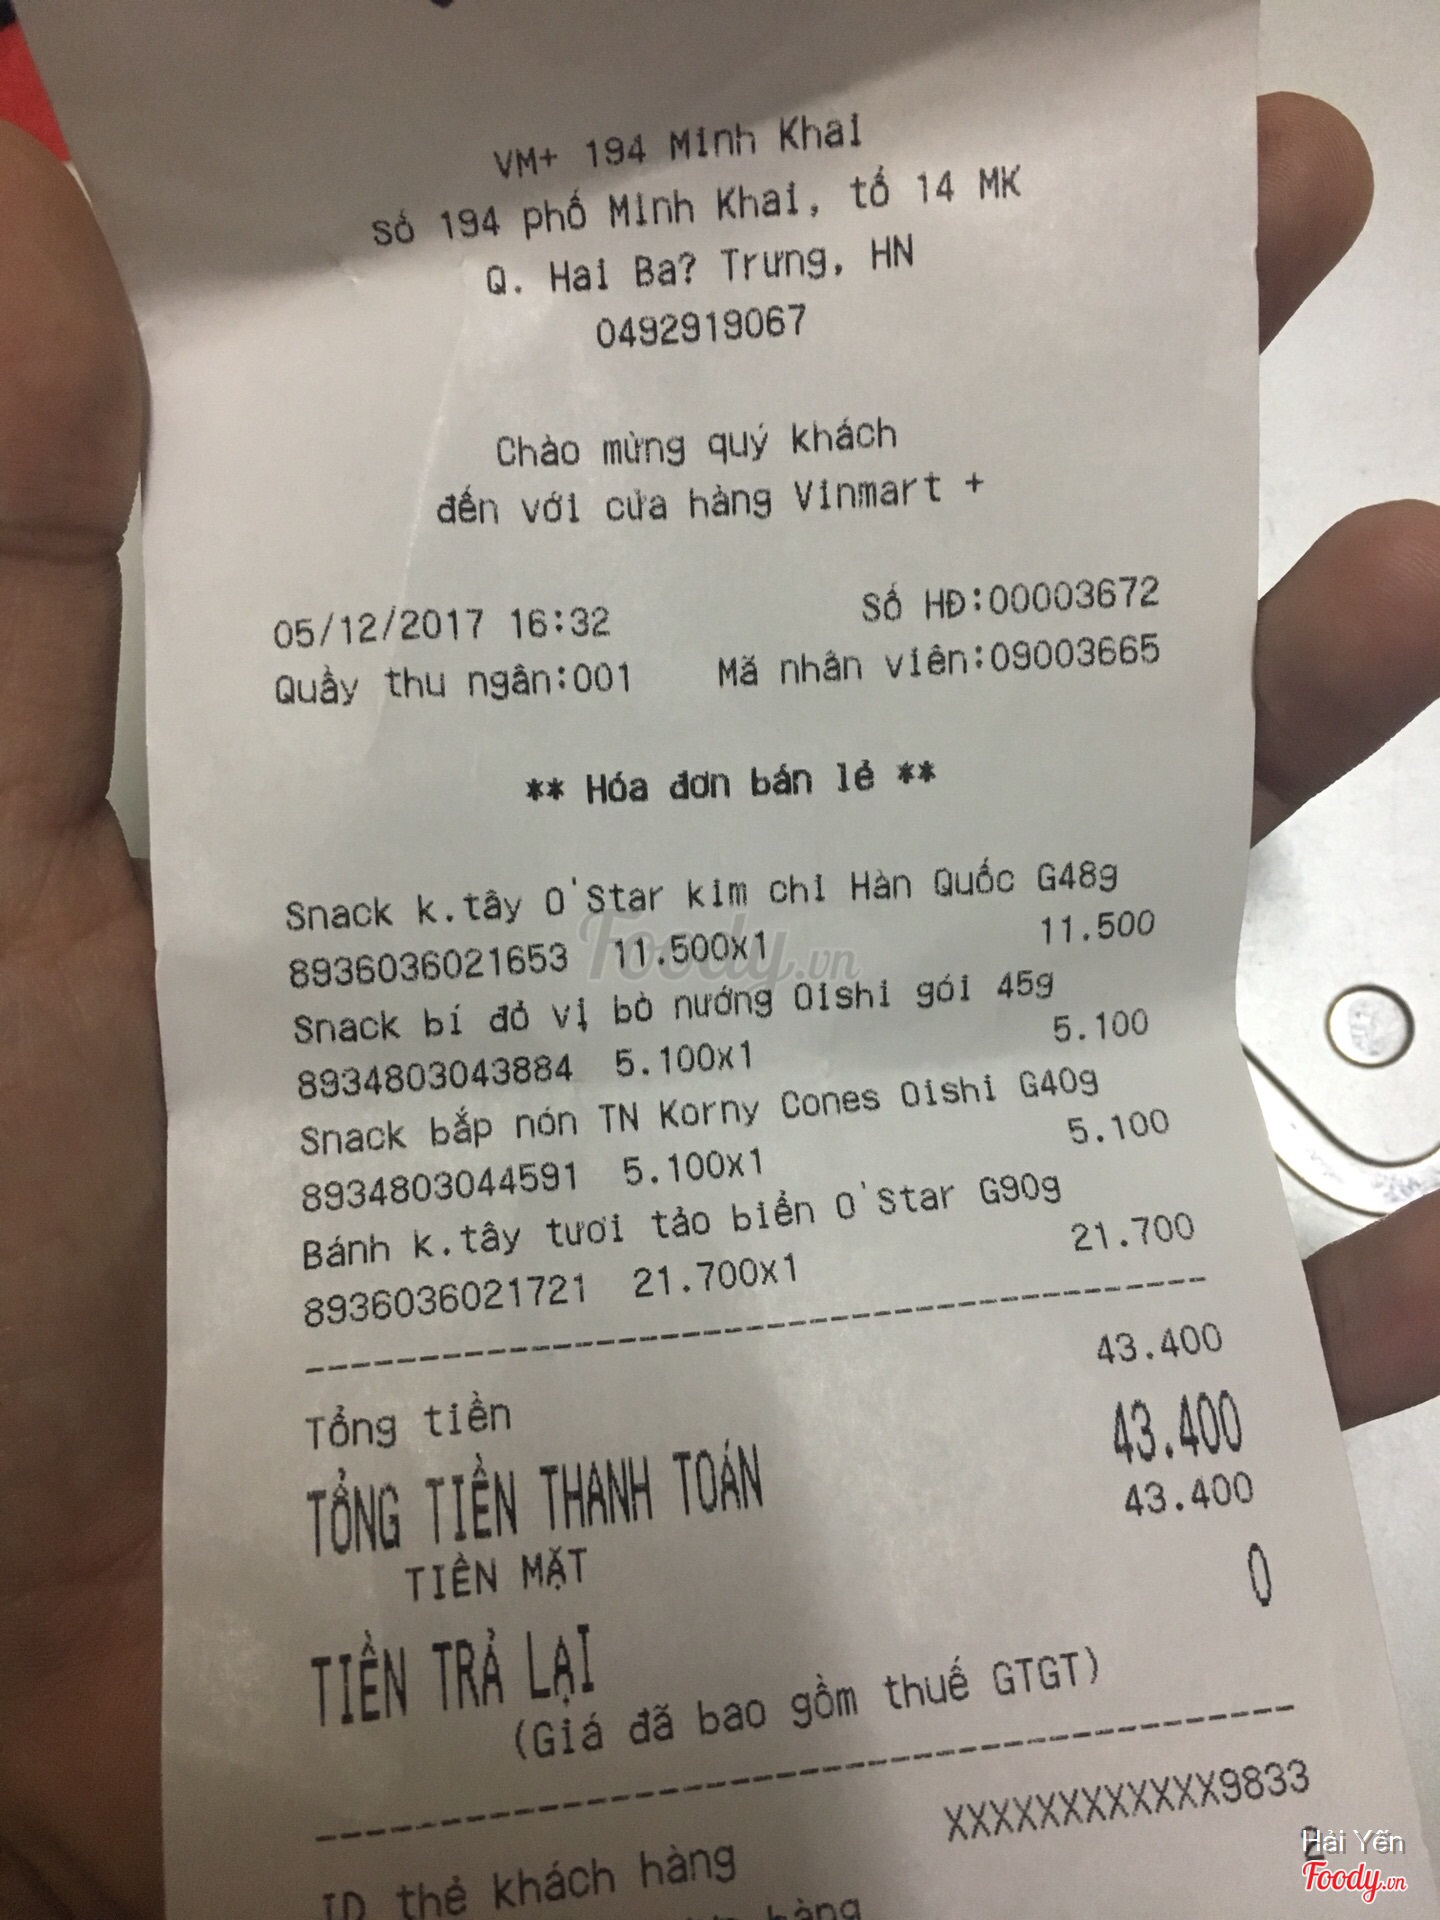 VM+ 194 Minh Khai
Số 194 phố Minh Khai, tổ 14 MK
Q. Hai Ba? Trưng, HN
0492919067
Chào mừng quý khách
đến với cửa hàng Vinmart +
05/12/2017 16:32 Số HĐ:00003672
Quầy thu ngân:001 Mã nhân viên:09003665
** Hóa đơn bán lẻ **
Snack k.tây O'Star kim chi Hàn Quốc G48g
8936036021653 11.500x1 11.500
Snack bí đỏ vị bò nướng Oishi gói 45g
8934803043884 5.100x1 5.100
Snack bắp nón TN Korny Cones Oishi G40g
8934803044591 5.100x1 5.100
Bánh k.tây tươi tảo biển O'Star G90g
8936036021721 21.700x1 21.700
Tổng tiền 43.400
TỔNG TIỀN THANH TOÁN 43.400
TIỀN MẶT 43.400
TIỀN TRẢ LẠI 0
(Giá đã bao gồm thuế GTGT)
ID thẻ khách hàng XXXXXXXXXXXX9833
hàng 2
Foody.vn
Hải Yến
Foody.vn